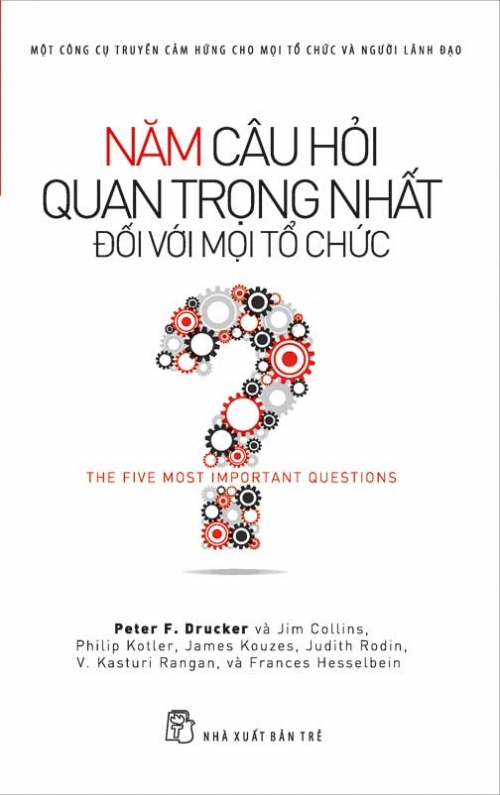 MỘT CÔNG CỤ TRUYỀN CẢM HỨNG CHO MỌI TỔ CHỨC VÀ NGƯỜI LÃNH ĐẠO
NĂM CÂU HỎI
QUAN TRỌNG NHẤT
ĐỐI VỚI MỌI TỔ CHỨC
THE FIVE MOST IMPORTANT QUESTIONS
Peter F. Drucker và Jim Collins,
Philip Kotler, James Kouzes, Judith Rodin,
V. Kasturi Rangan, và Frances Hesselbein
NHÀ XUẤT BẢN TRẺ